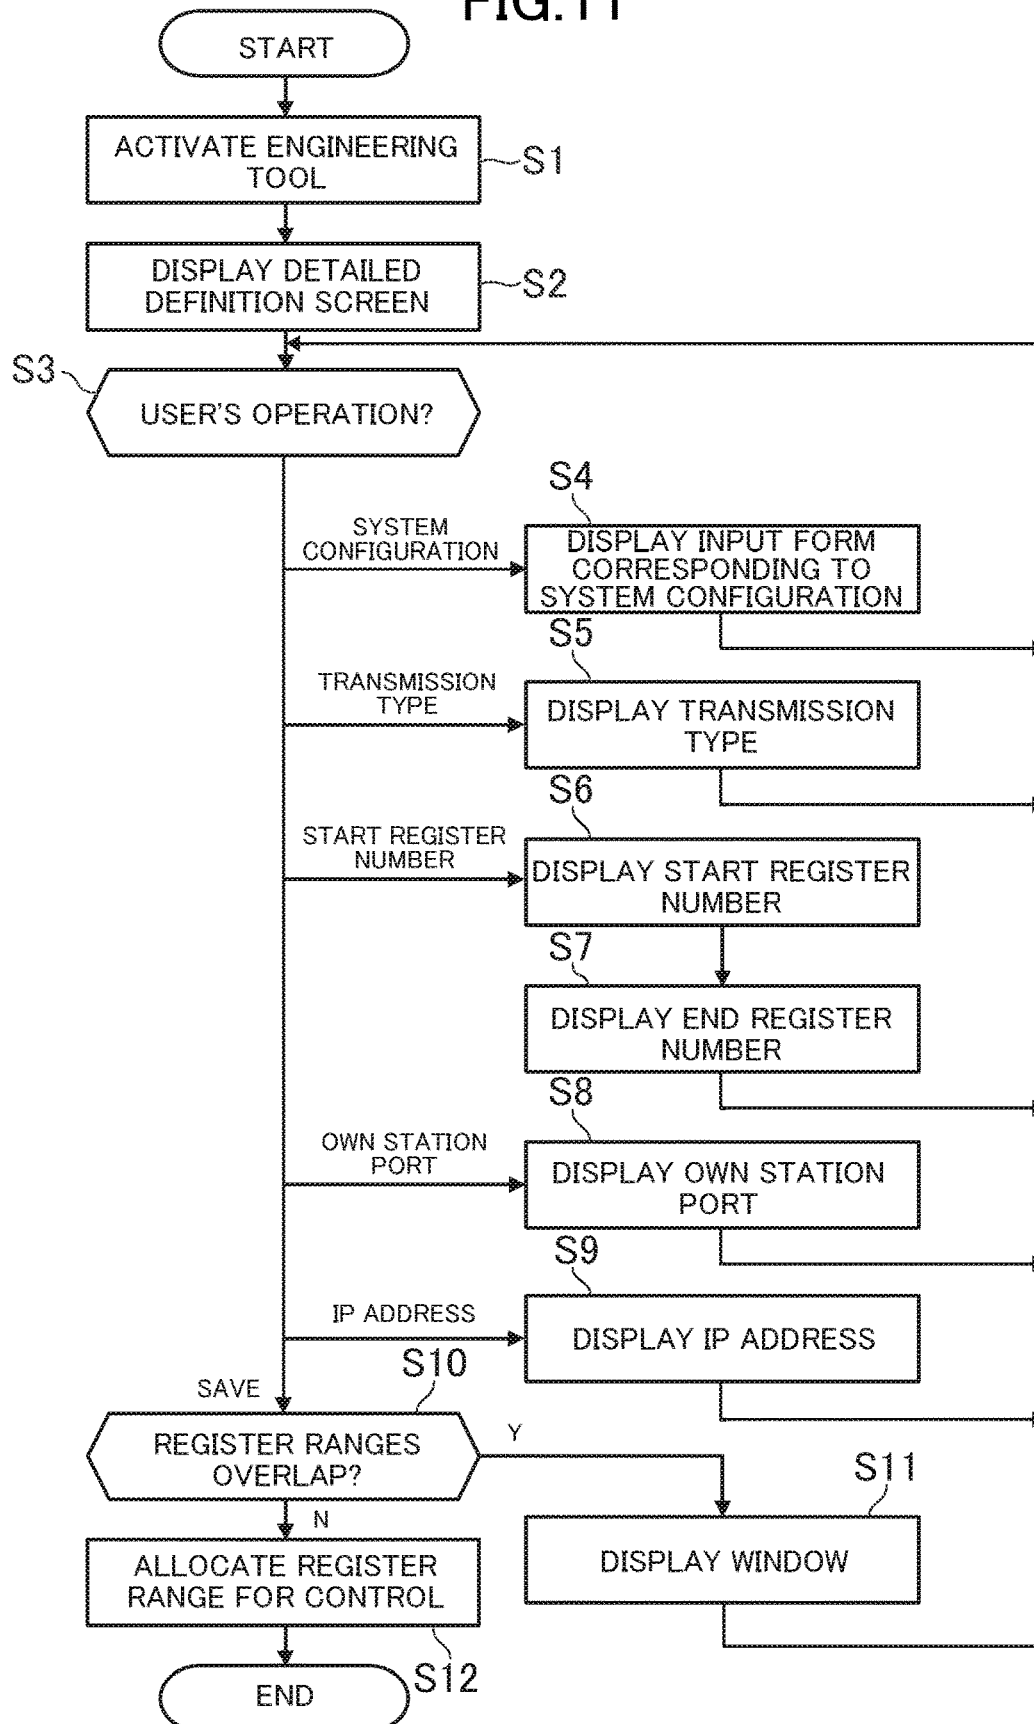 FIG.11
START
ACTIVATE ENGINEERING
TOOL
S1
DISPLAY DETAILED
DEFINITION SCREEN
S2
S3
USER'S OPERATION?
S4
SYSTEM
CONFIGURATION
DISPLAY INPUT FORM
CORRESPONDING TO
SYSTEM CONFIGURATION
S5
TRANSMISSION
TYPE
DISPLAY TRANSMISSION
TYPE
S6
START REGISTER
NUMBER
DISPLAY START REGISTER
NUMBER
S7
DISPLAY END REGISTER
NUMBER
S8
OWN STATION
PORT
DISPLAY OWN STATION
PORT
S9
IP ADDRESS
DISPLAY IP ADDRESS
S10
SAVE
REGISTER RANGES
OVERLAP?
Y
S11
N
DISPLAY WINDOW
ALLOCATE REGISTER
RANGE FOR CONTROL
S12
END